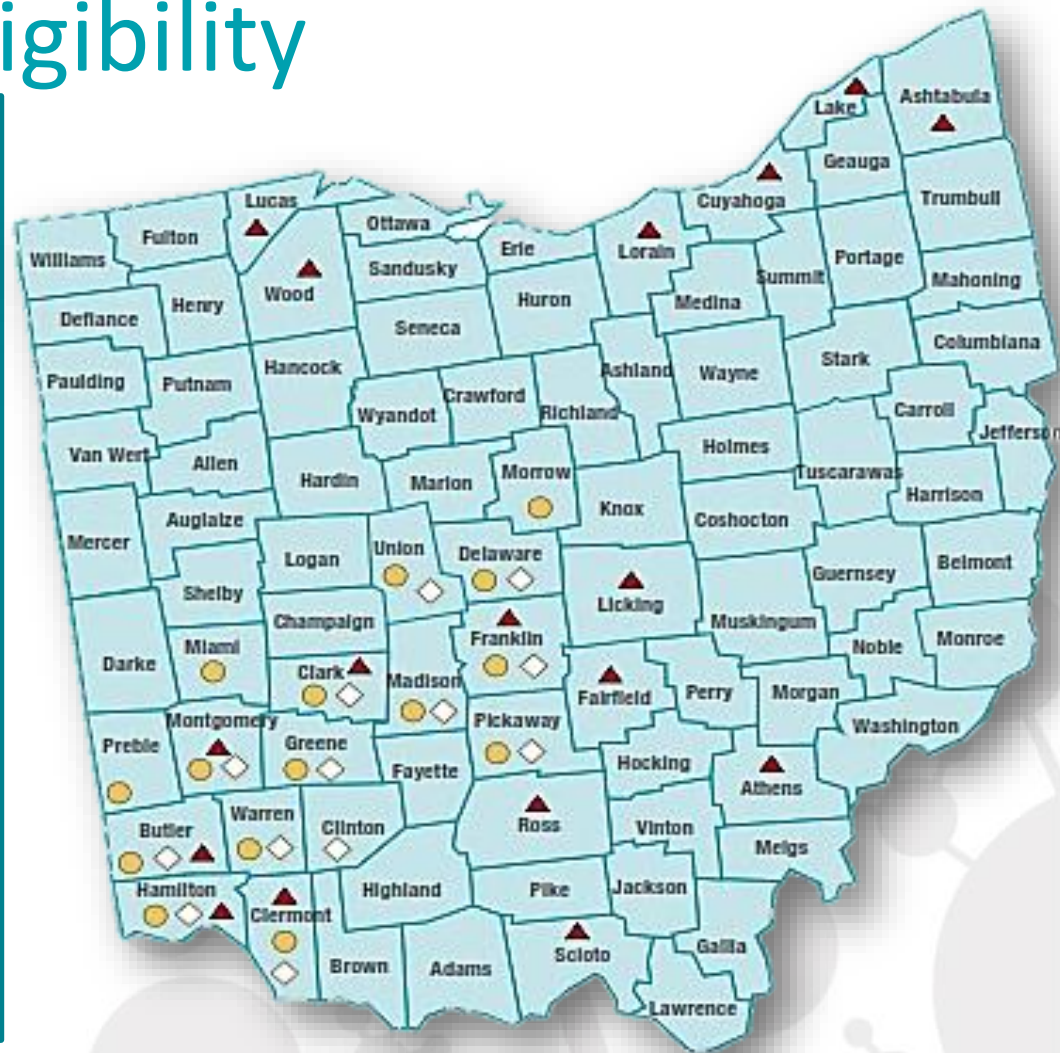 igibility
Lake
Ashtabula
Geauga
Lucas
Cuyahoga
Trumbull
Fulton
Ottawa
Williams
Erie
Lorain
Portage
Sandusky
Summit
Mahoning
Wood
Henry
Huron
Medina
Defiance
Seneca
Columbiana
Stark
Hancock
Ashland
Wayne
Paulding
Putnam
Crawford
Wyandot
Richland
Carroll
Jefferson
Holmes
Van Wert
Allen
Morrow
Tuscarawas
Hardin
Marion
Harrison
Knox
Auglaize
Coshocton
Mercer
Union
Delaware
Logan
Belmont
Guernsey
Shelby
Licking
Champaign
Muskingum
Franklin
Monroe
Miami
Noble
Darke
Clark
Madison
Perry
Morgan
Fairfield
Montgomery
Pickaway
Washington
Preble
Greene
Hocking
Fayette
Athens
Warren
Ross
Butler
Clinton
Vinton
Meigs
Hamilton
Highland
Pike
Jackson
Clermont
Gallia
Scioto
Brown
Adams
Lawrence